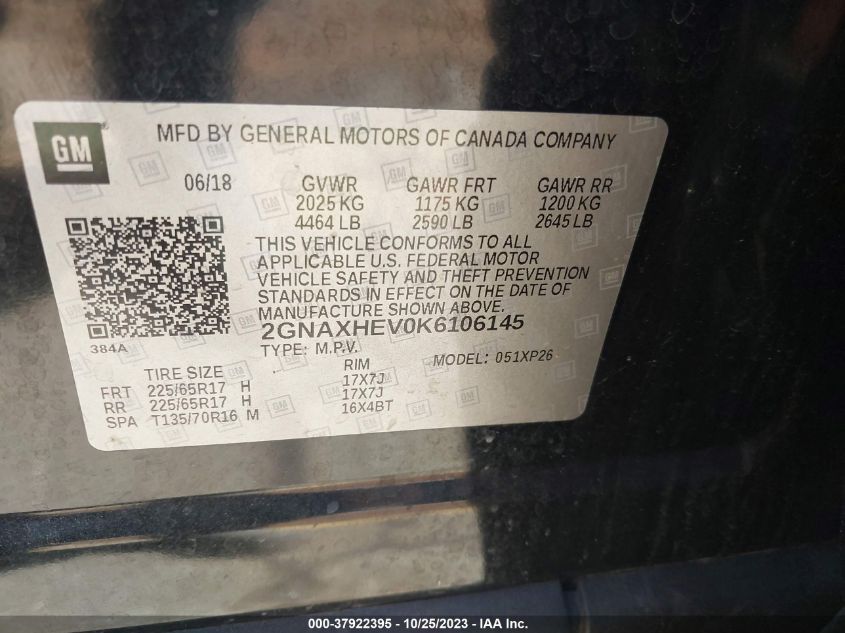 GM
MFD BY GENERAL MOTORS OF CANADA COMPANY
06/18 GVWR GAWR FRT GAWR RR
2025 KG 1175 KG 1200 KG
4464 LB 2590 LB 2645 LB
THIS VEHICLE CONFORMS TO ALL
APPLICABLE U.S. FEDERAL MOTOR
VEHICLE SAFETY AND THEFT PREVENTION
STANDARDS IN EFFECT ON THE DATE OF
MANUFACTURE SHOWN ABOVE.
2GNAXHEV0K6106145
384A TYPE: M.P.V. MODEL: 051XP26
TIRE SIZE RIM
FRT 225/65R17 H 17X7J
RR 225/65R17 H 17X7J
SPA T135/70R16 M 16X4BT
000-37922395 - 10/25/2023 - IAA Inc.